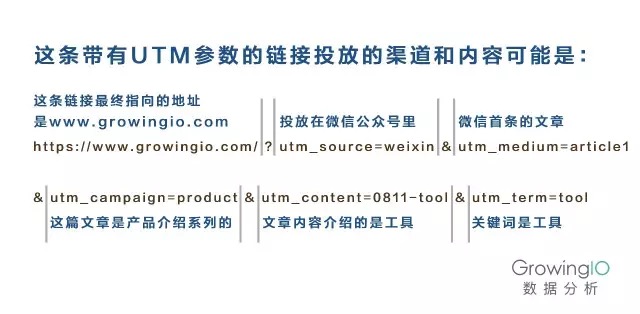 这条带有UTM参数的链接投放的渠道和内容可能是：
这条链接最终指向的地址
是www.growingio.com 投放在微信公众号里 微信首条的文章
https://www.growingio.com/ ? utm_source=weixin & utm_medium=article1
& utm_campaign=product & utm_content=0811-tool & utm_term=tool
这篇文章是产品介绍系列的 文章内容介绍的是工具 关键词是工具
GrowingIO
数据分析